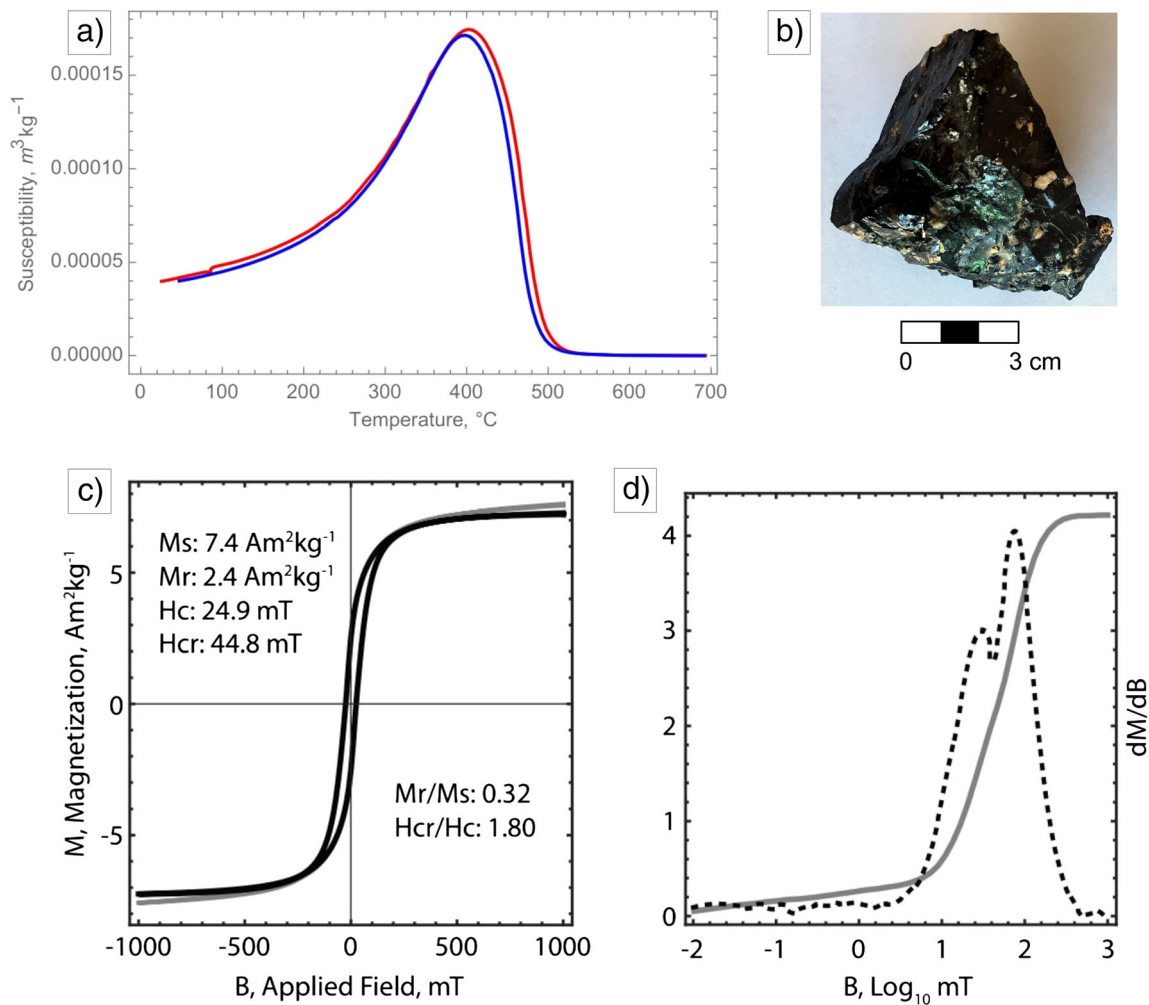 a)
Susceptibility, m³kg⁻¹
0.00015
0.00010
0.00005
0.00000
0 100 200 300 400 500 600 700
Temperature, °C
b)
0 3 cm
c)
M, Magnetization, Am²kg⁻¹
5
0
-5
Ms: 7.4 Am²kg⁻¹
Mr: 2.4 Am²kg⁻¹
Hc: 24.9 mT
Hcr: 44.8 mT
Mr/Ms: 0.32
Hcr/Hc: 1.80
-1000 -500 0 500 1000
B, Applied Field, mT
d)
4
3
2
1
0
dM/dB
-2 -1 0 1 2 3
B, Log₁₀ mT